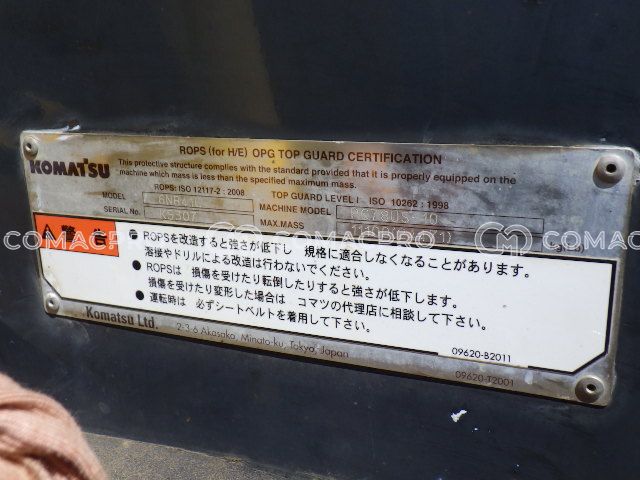 ROPS (for H/E) OPG TOP GUARD CERTIFICATION
KOMATSU
This protective structure complies with the standard provided that it is properly equipped on the
machine which mass is less than the specified maximum mass.
ROPS: ISO 12117-2 : 2008 TOP GUARD LEVEL I - ISO 10262 : 1998
MODEL MACHINE MODEL PC78US-10
SERIAL No. K5307 MAX.MASS
COMACPRO COMACPRO COMACPRO
警告
● ROPSを改造すると強さが低下し 規格に適合しなくなることがあります。
溶接やドリルによる改造は行わないでください。
● ROPSは 損傷を受けたり転倒したりすると強さが低下します。
損傷を受けたり変形した場合は コマツの代理店に相談して下さい。
● 運転時は 必ずシートベルトを着用して下さい。
09620-B2011
Komatsu Ltd. 2-3-6 Akasaka, Minato-ku, Tokyo, Japan
09620-T2001